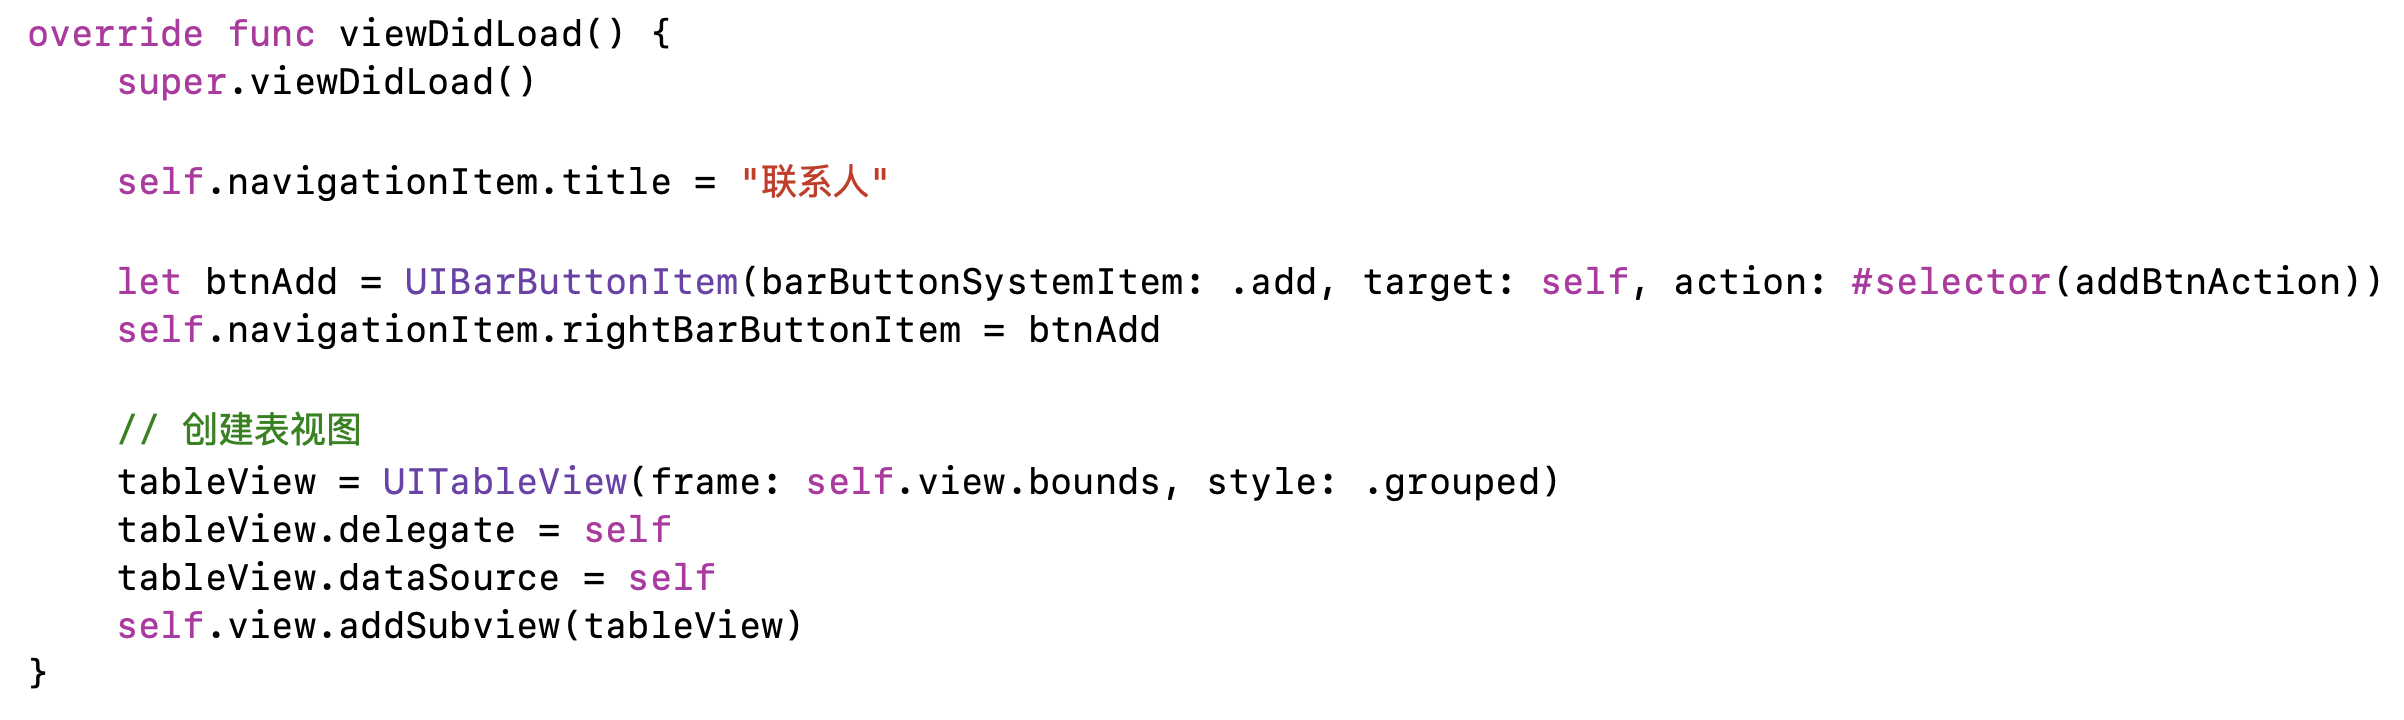 override func viewDidLoad() {
    super.viewDidLoad()
    self.navigationItem.title = "联系人"
    let btnAdd = UIBarButtonItem(barButtonSystemItem: .add, target: self, action: #selector(addBtnAction))
    self.navigationItem.rightBarButtonItem = btnAdd
    // 创建表视图
    tableView = UITableView(frame: self.view.bounds, style: .grouped)
    tableView.delegate = self
    tableView.dataSource = self
    self.view.addSubview(tableView)
}